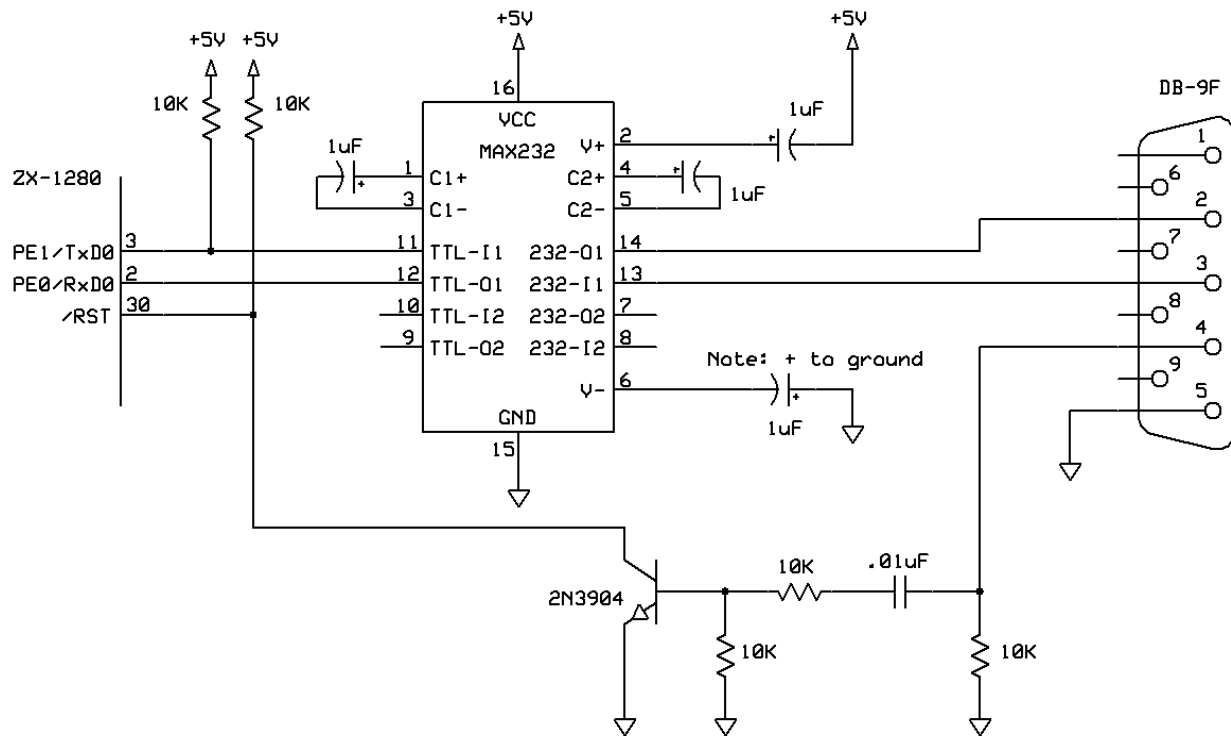 +5V
+5V
+5V +5V
10K
10K
16
VCC
MAX232
1uF
DB-9F
V+
2
1
1uF
1
C1+
C2+
4
6
ZX-1280
3
C1-
C2-
5
1uF
2
PE1/TxD0
3
11
TTL-I1
232-O1
14
7
PE0/RxD0
2
12
TTL-O1
232-I1
13
3
/RST
30
10
TTL-I2
232-O2
7
8
9
TTL-O2
232-I2
8
4
Note: + to ground
9
V-
6
5
GND
1uF
15
10K
.01uF
2N3904
10K
10K